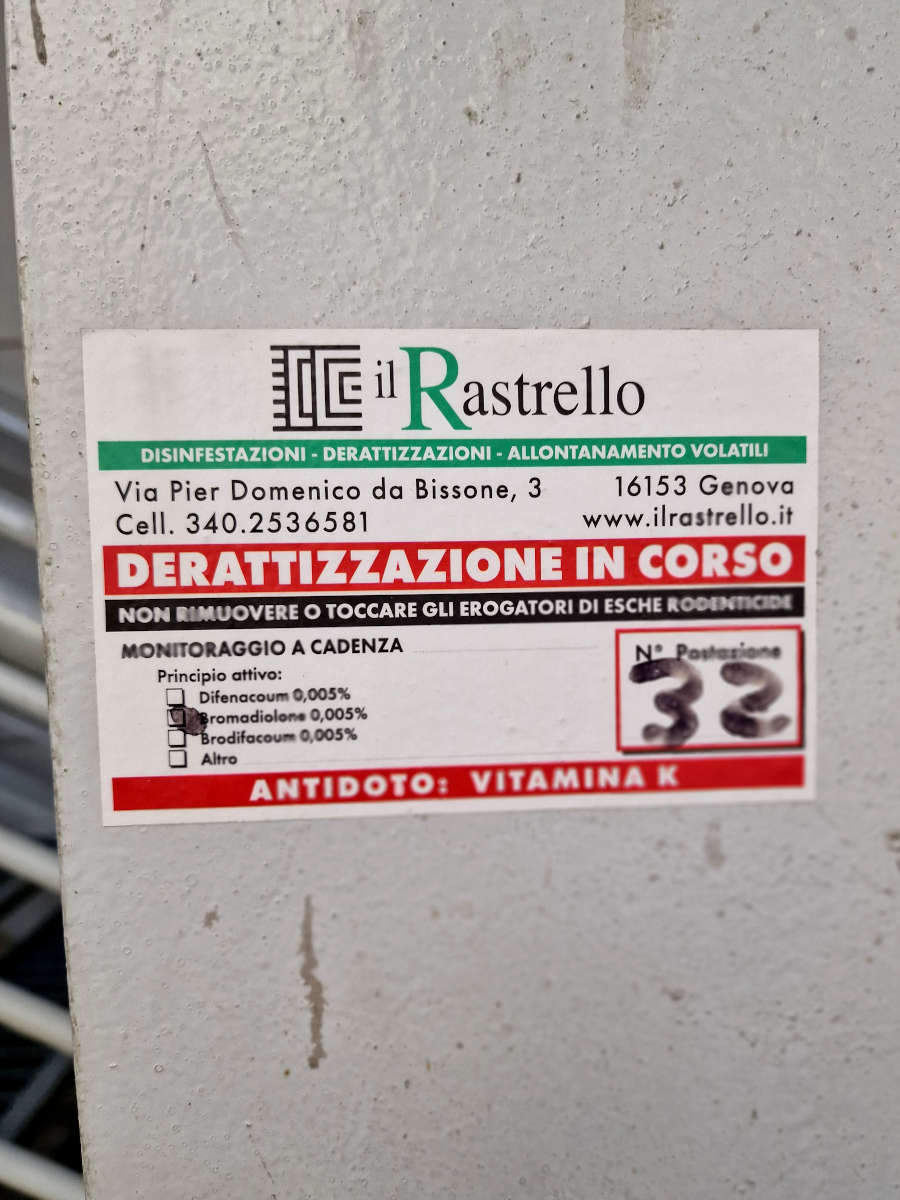 il Rastrello
DISINFESTAZIONI - DERATTIZZAZIONI - ALLONTANAMENTO VOLATILI
Via Pier Domenico da Bissone, 3 16153 Genova
Cell. 340.2536581 www.ilrastrello.it
DERATTIZZAZIONE IN CORSO
NON RIMUOVERE O TOCCARE GLI EROGATORI DI ESCHE RODENTICIDE
MONITORAGGIO A CADENZA
N° Postazione
32
Principio attivo:
Difenacoum 0,005%
Bromadiolone 0,005%
Brodifacoum 0,005%
Altro
ANTIDOTO: VITAMINA K